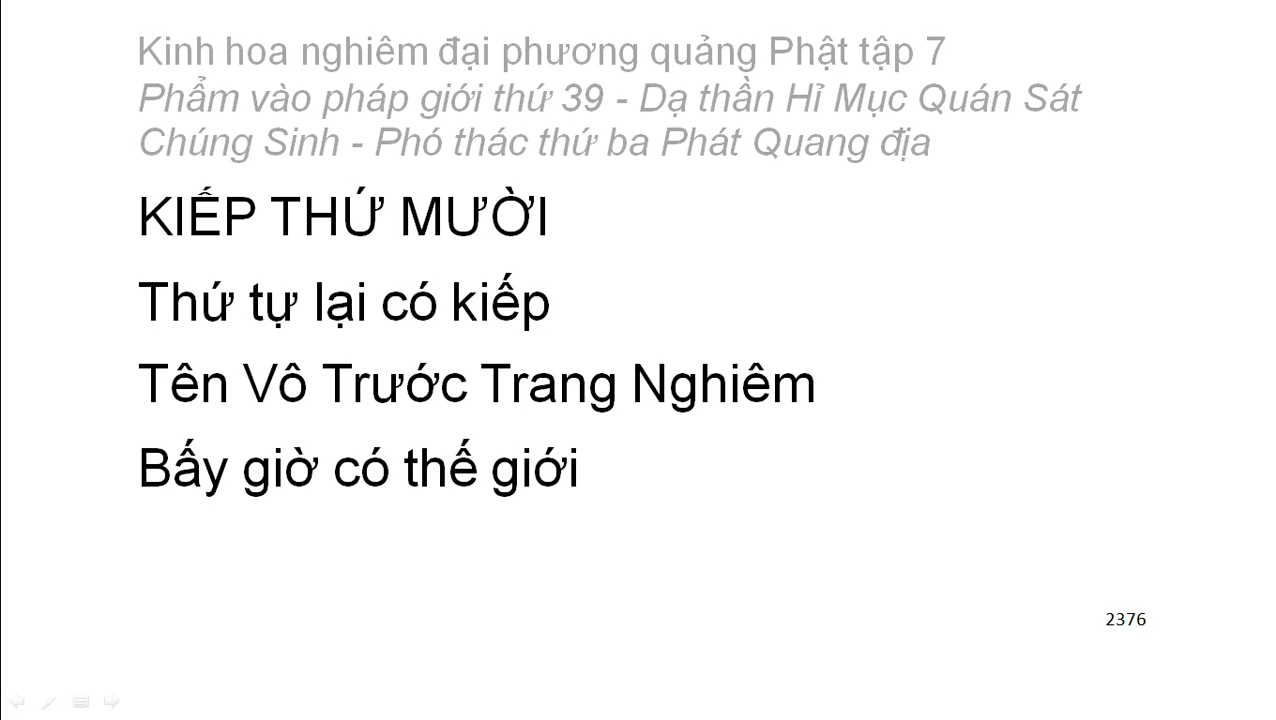 Kinh hoa nghiêm đại phương quảng Phật tập 7
Phẩm vào pháp giới thứ 39 - Dạ thần Hỉ Mục Quán Sát
Chúng Sinh - Phó thác thứ ba Phát Quang địa
KIẾP THỨ MƯỜI
Thứ tự lại có kiếp
Tên Vô Trước Trang Nghiêm
Bấy giờ có thế giới
2376